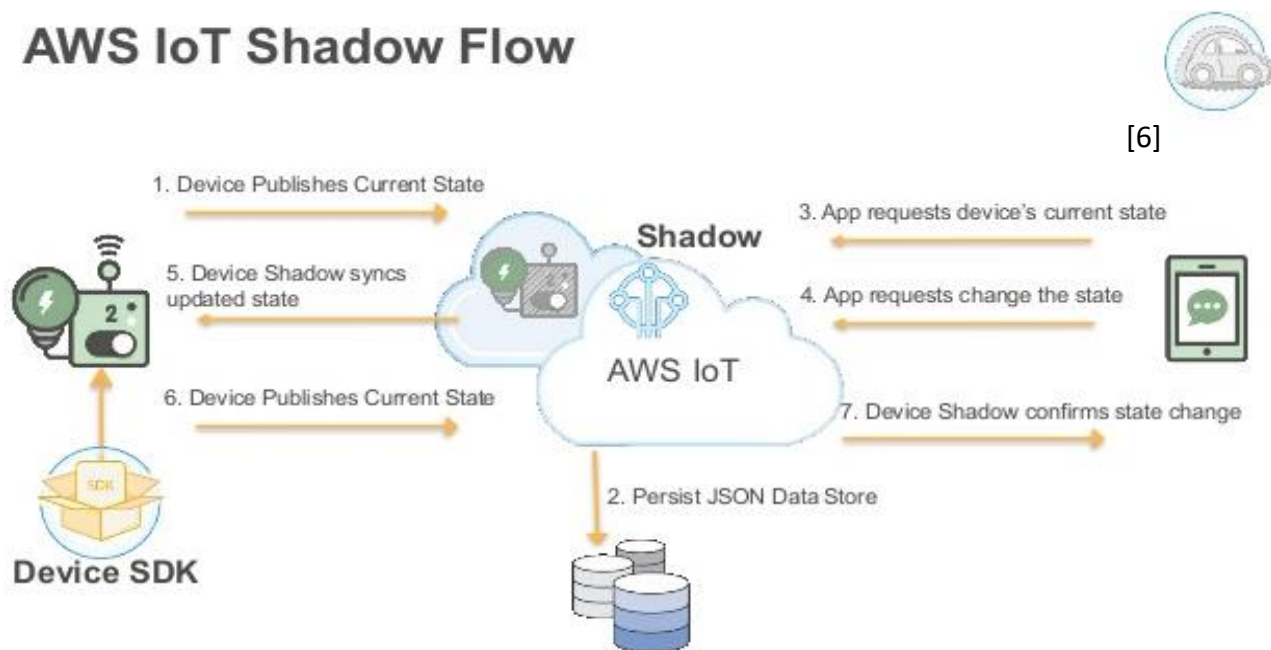 AWS IoT Shadow Flow
[6]
1. Device Publishes Current State
3. App requests device's current state
Shadow
5. Device Shadow syncs
updated state
2
4. App requests change the state
AWS IoT
6. Device Publishes Current State
7. Device Shadow confirms state change
SDK
2. Persist JSON Data Store
Device SDK